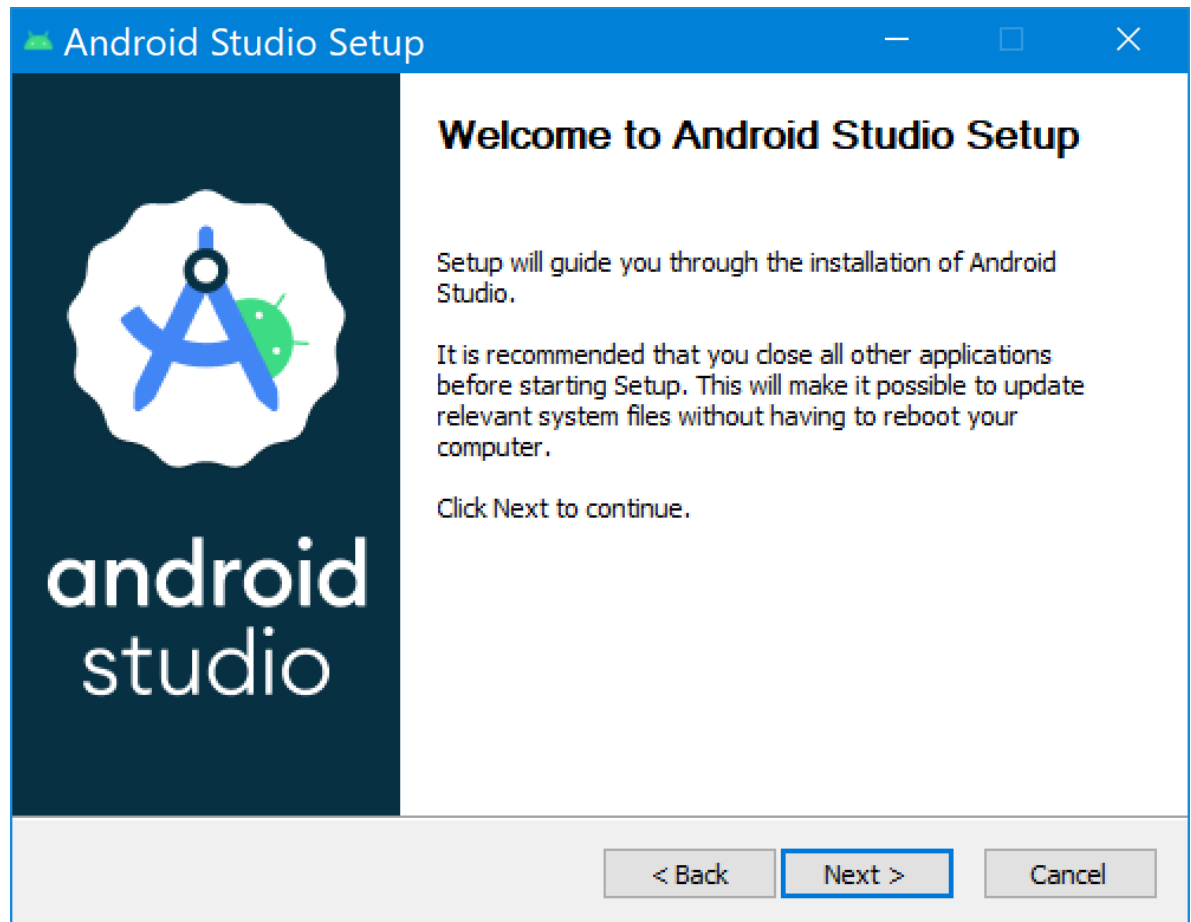 Android Studio Setup
Welcome to Android Studio Setup
Setup will guide you through the installation of Android
Studio.
It is recommended that you close all other applications
before starting Setup. This will make it possible to update
relevant system files without having to reboot your
computer.
Click Next to continue.
android
studio
< Back Next > Cancel